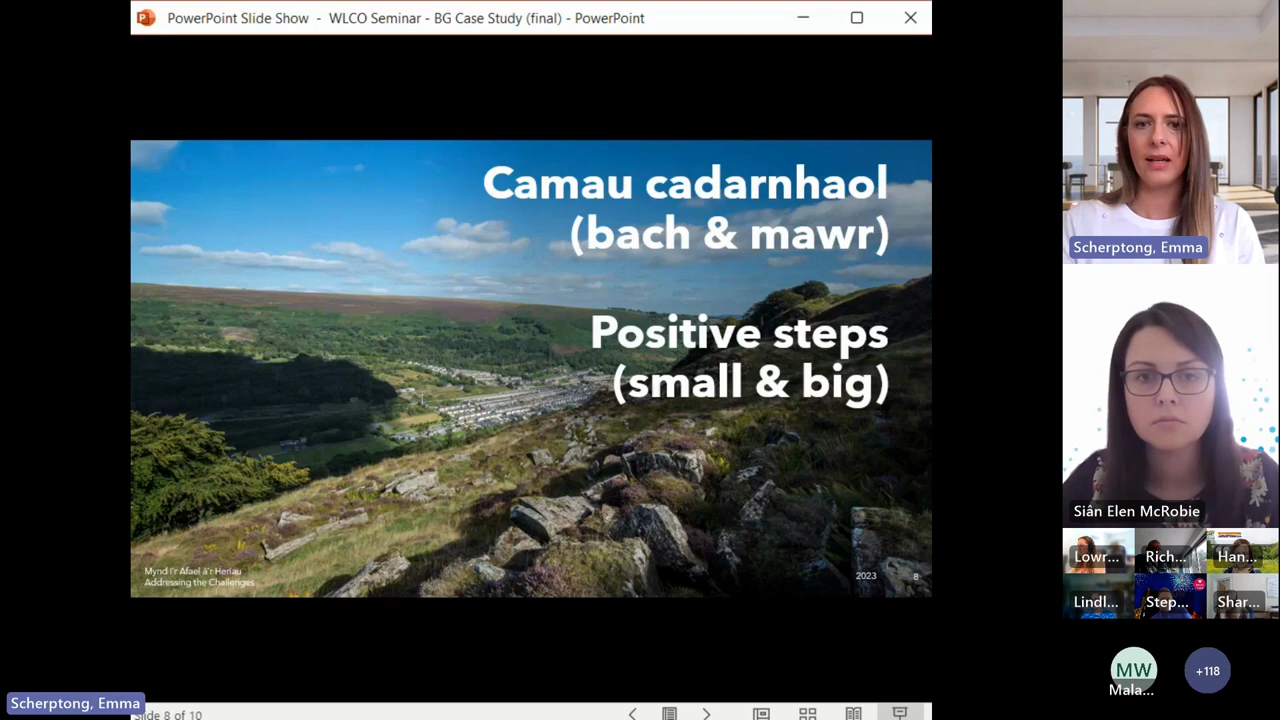 PowerPoint Slide Show - WLCO Seminar - BG Case Study (final) - PowerPoint
Camau cadarnhaol
(bach & mawr)
Positive steps
(small & big)
Mynd i'r Afael â'r Heriau
Addressing the Challenges
2023
8
Scherptong, Emma
Siân Elen McRobie
Lowr...
Rich...
Han...
Lindl...
Step...
Shar...
MW
Mala...
+118
Scherptong, Emma
Slide 8 of 10